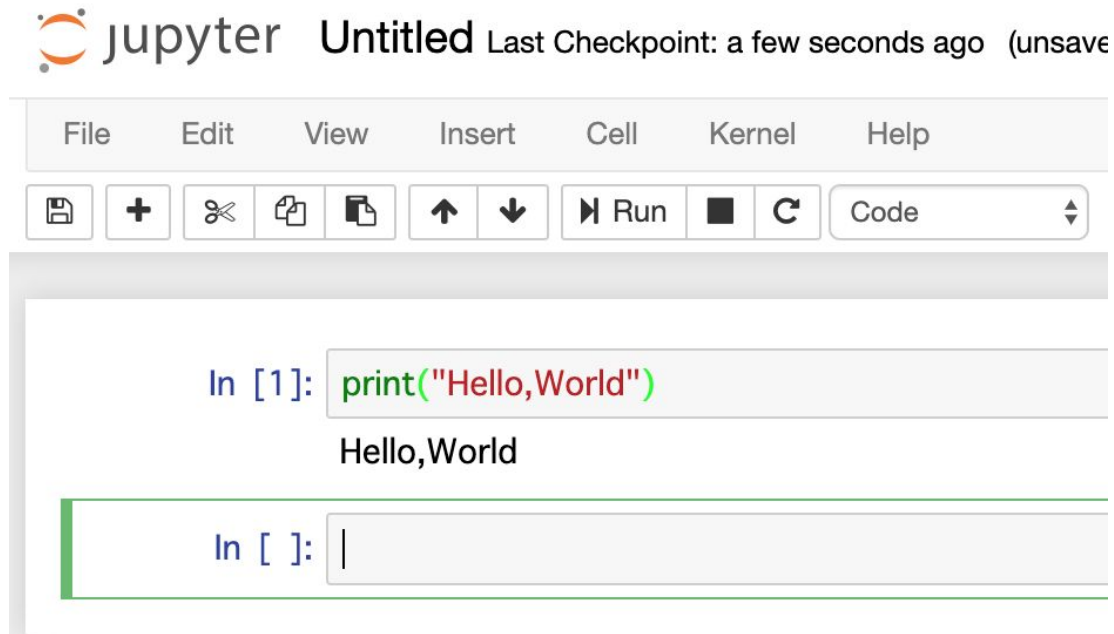 jupyter Untitled Last Checkpoint: a few seconds ago (unsave
File Edit View Insert Cell Kernel Help
Run Code
In [1]: print("Hello,World")
Hello,World
In [ ]: